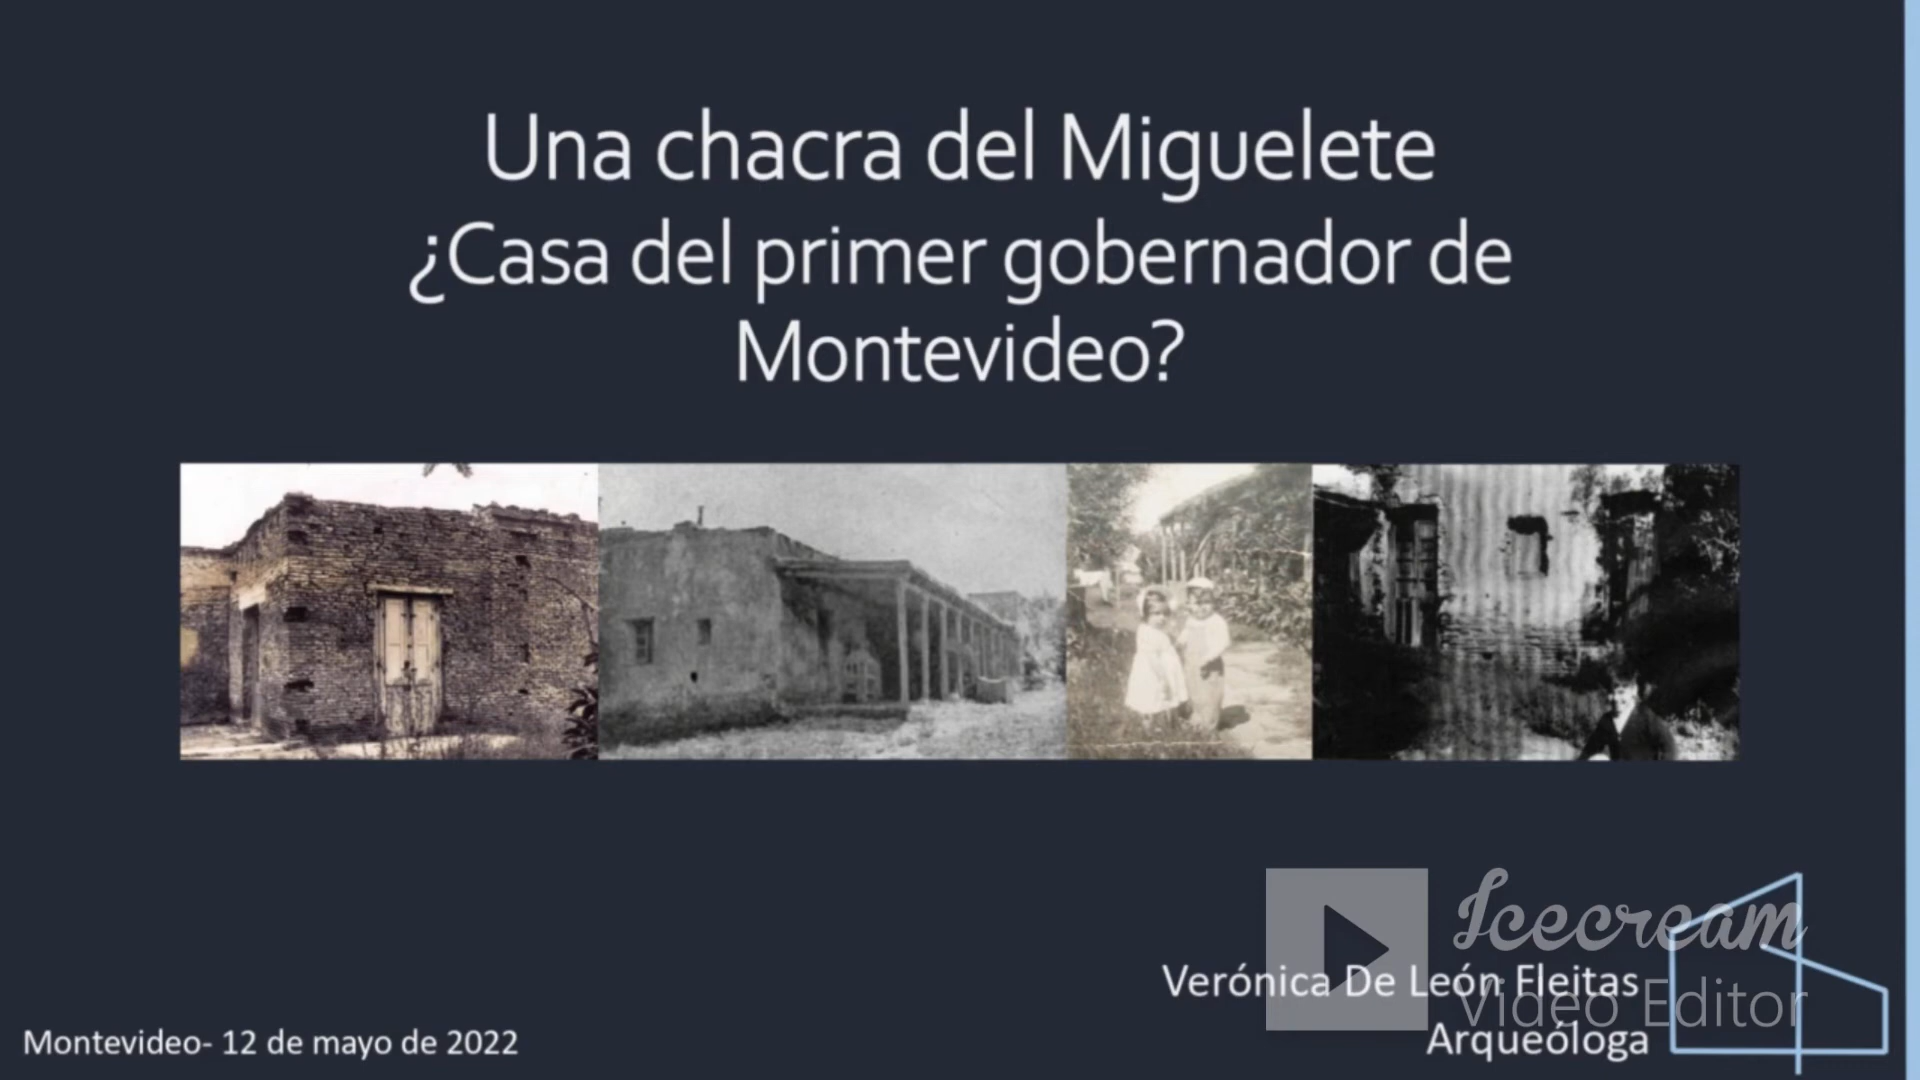 Una chacra del Miguelete
¿Casa del primer gobernador de
Montevideo?
Icecream
Verónica De León Fleitas
Video Editor
Montevideo- 12 de mayo de 2022
Arqueóloga